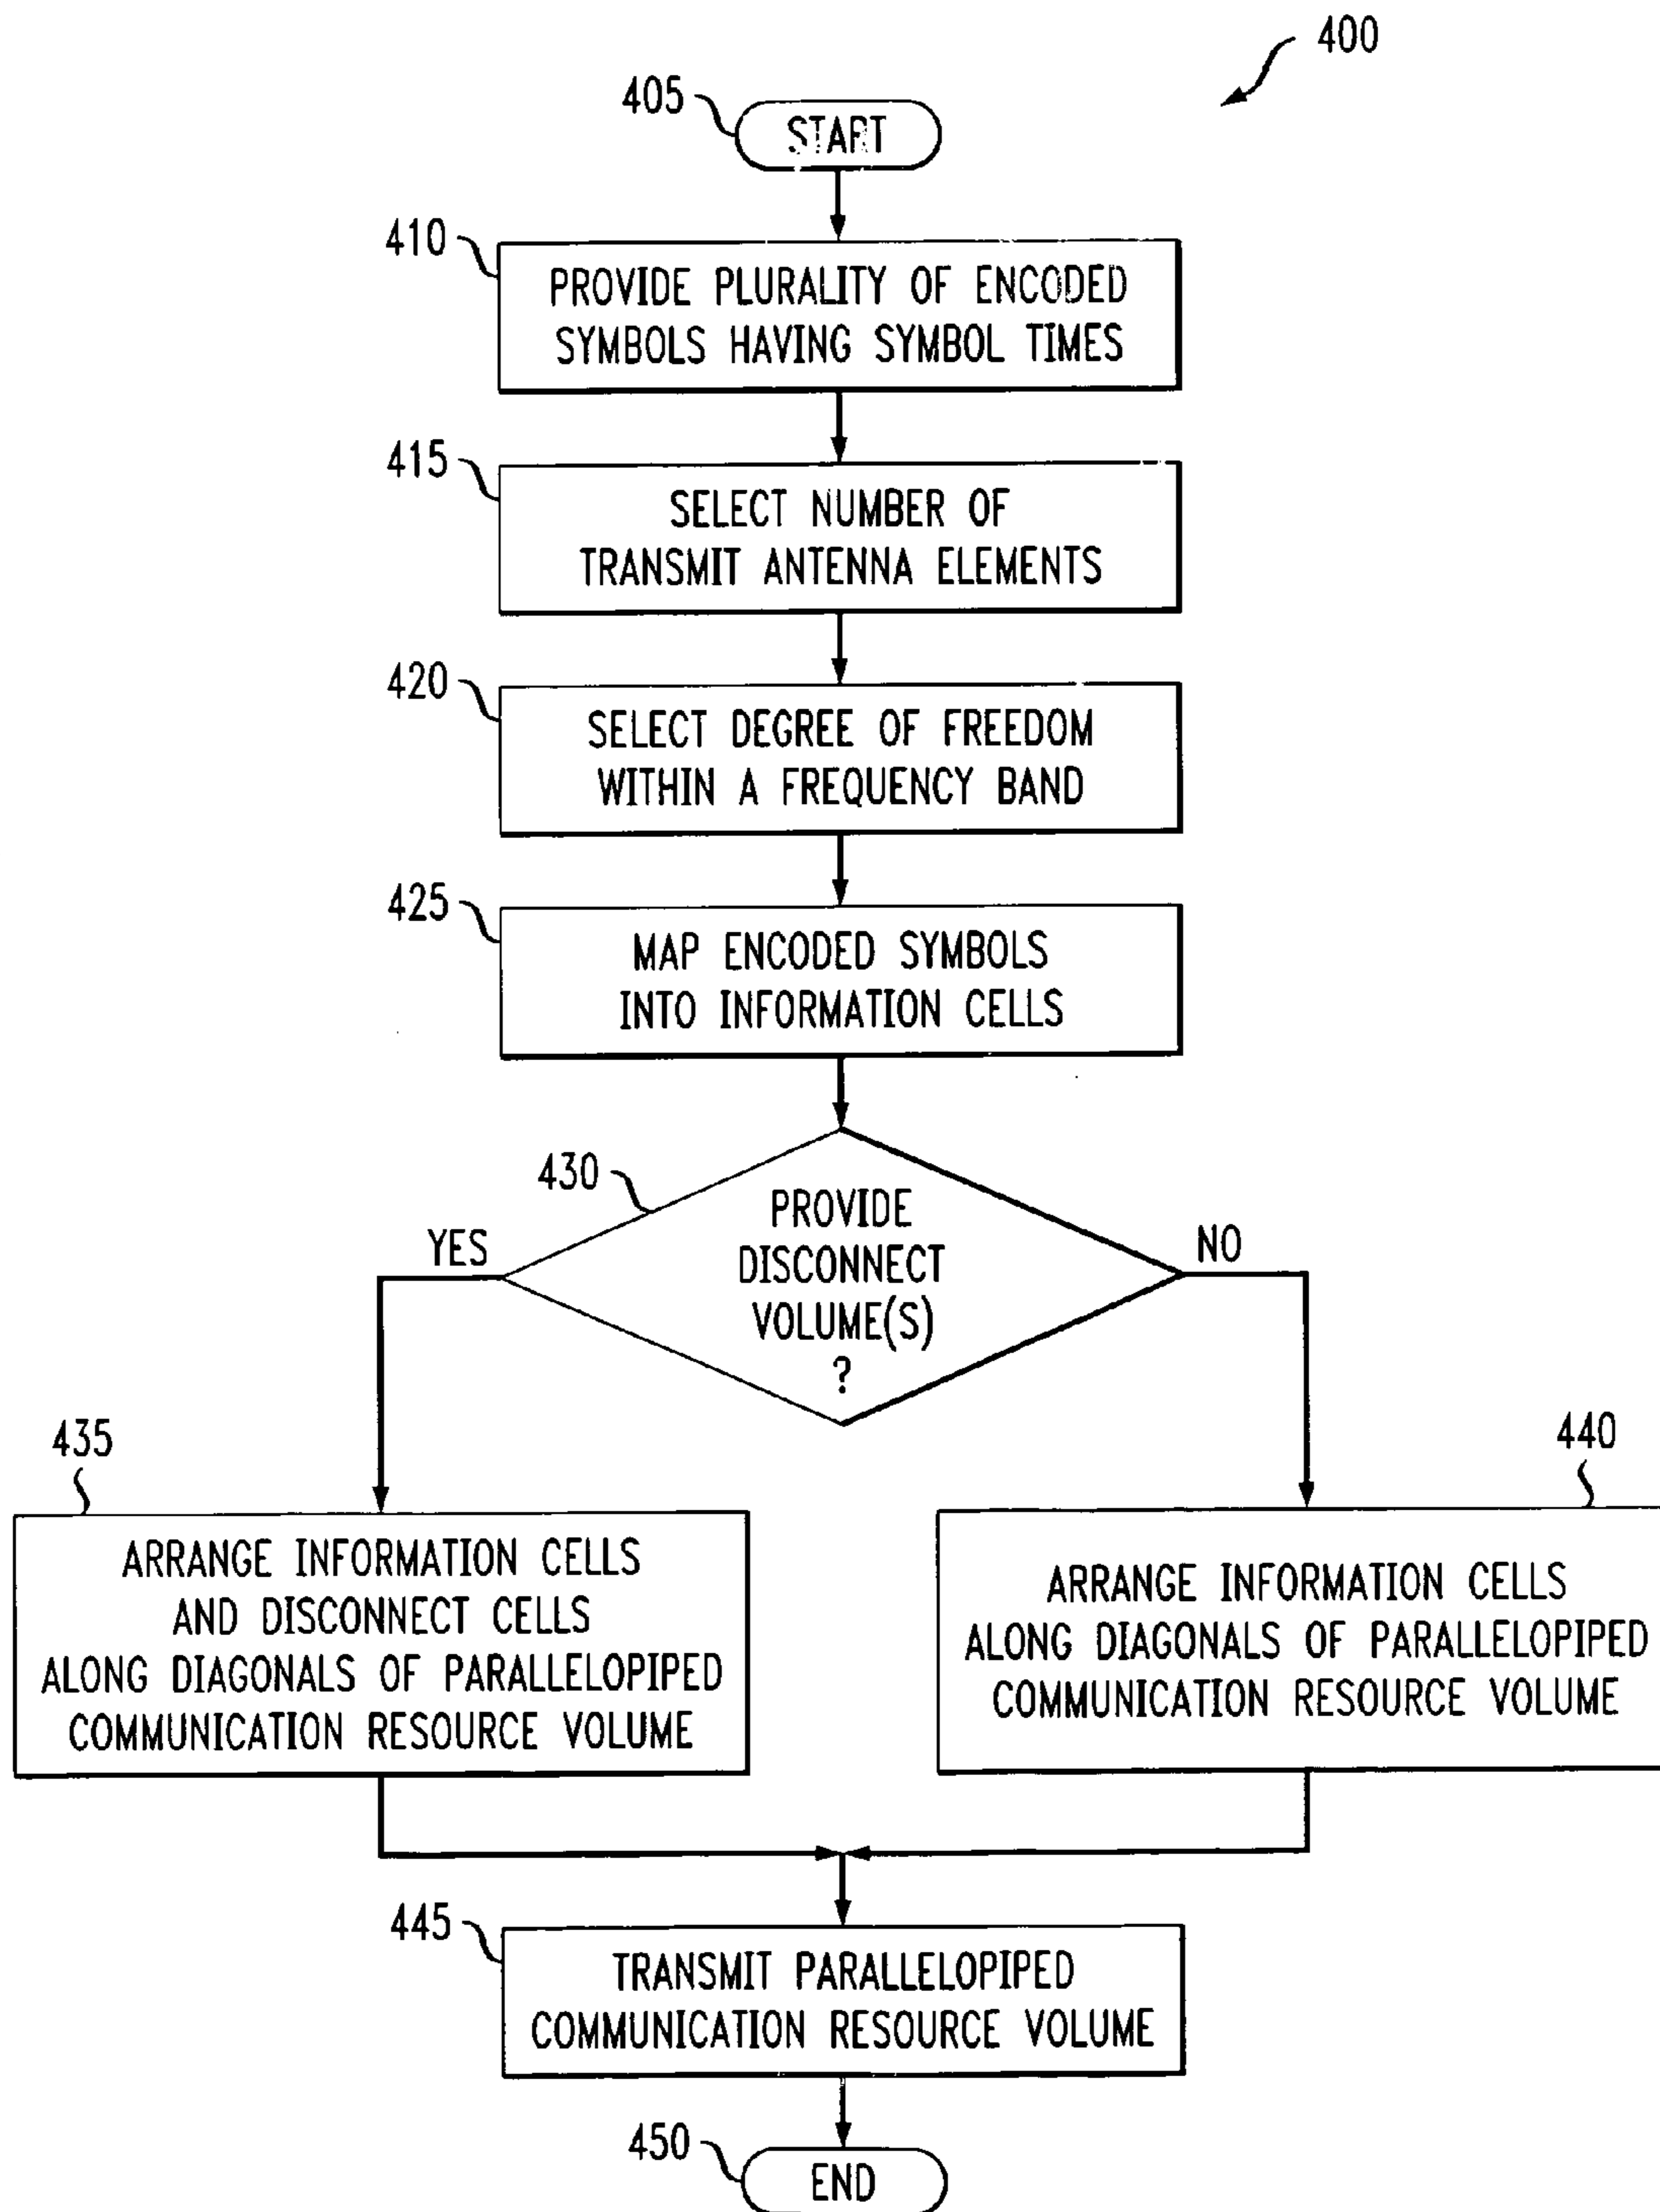 400
405
START
410
PROVIDE PLURALITY OF ENCODED
SYMBOLS HAVING SYMBOL TIMES
415
SELECT NUMBER OF
TRANSMIT ANTENNA ELEMENTS
420
SELECT DEGREE OF FREEDOM
WITHIN A FREQUENCY BAND
425
MAP ENCODED SYMBOLS
INTO INFORMATION CELLS
430
PROVIDE
DISCONNECT
VOLUME(S)
?
YES
NO
435
ARRANGE INFORMATION CELLS
AND DISCONNECT CELLS
ALONG DIAGONALS OF PARALLELOPIPED
COMMUNICATION RESOURCE VOLUME
440
ARRANGE INFORMATION CELLS
ALONG DIAGONALS OF PARALLELOPIPED
COMMUNICATION RESOURCE VOLUME
445
TRANSMIT PARALLELOPIPED
COMMUNICATION RESOURCE VOLUME
450
END